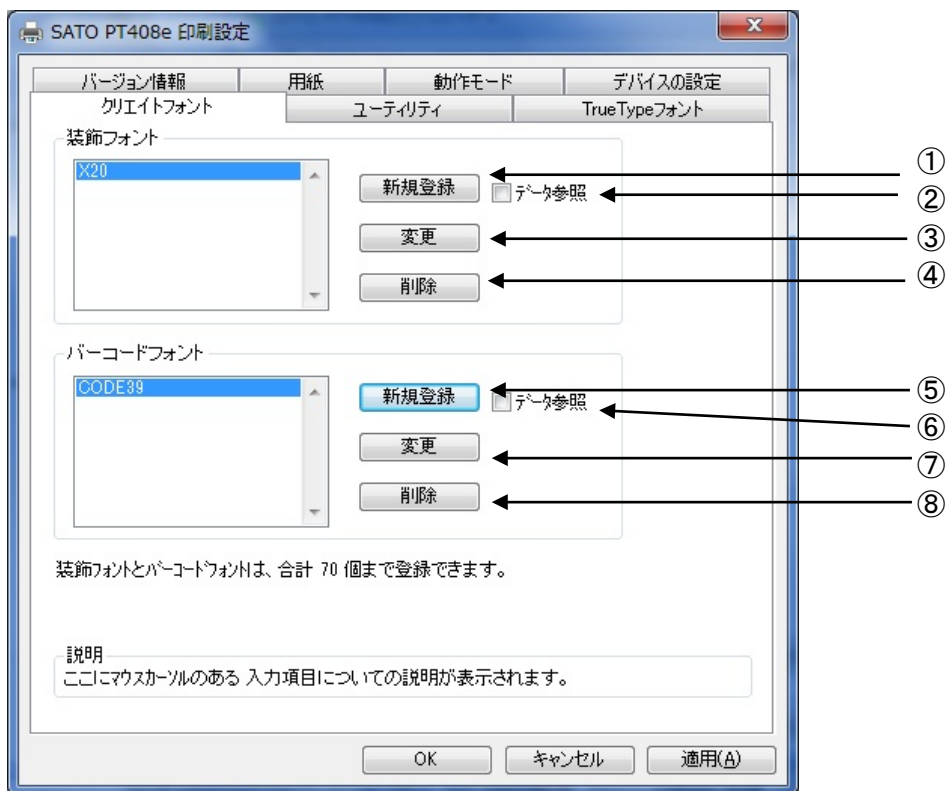 SATO PT408e 印刷設定
バージョン情報 用紙 動作モード デバイスの設定
クリエイトフォント ユーティリティ TrueTypeフォント
装飾フォント
X20
新規登録
データ参照
変更
削除
①
②
③
④
バーコードフォント
CODE39
新規登録
データ参照
変更
削除
⑤
⑥
⑦
⑧
装飾フォントとバーコードフォントは、合計 70 個まで登録できます。
説明
ここにマウスカーソルのある 入力項目についての説明が表示されます。
OK キャンセル 適用(A)